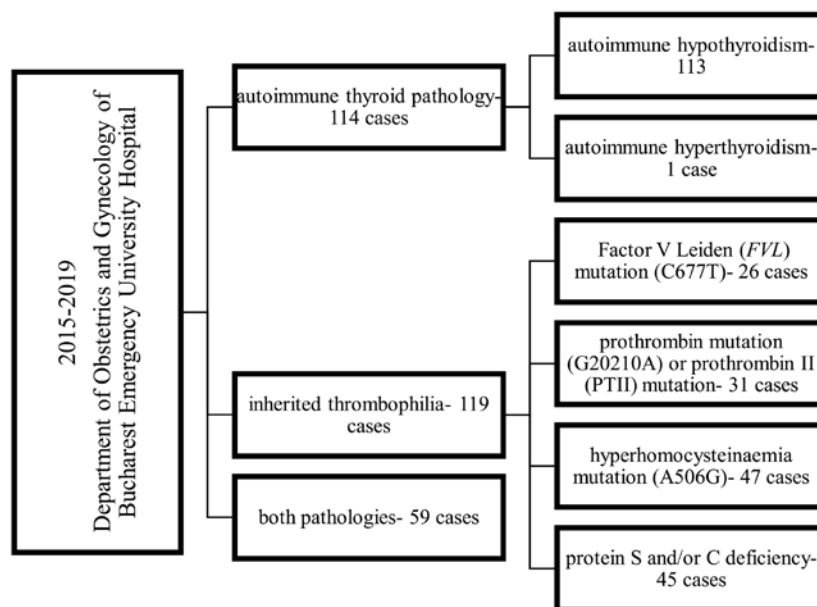 2015-2019
Department of Obstetrics and Gynecology of
Bucharest Emergency University Hospital
autoimmune thyroid pathology-
114 cases
autoimmune hypothyroidism-
113
autoimmune hyperthyroidism-
1 case
inherited thrombophilia- 119
cases
Factor V Leiden (FVL)
mutation (C677T)- 26 cases
prothrombin mutation
(G20210A) or prothrombin II
(PTII) mutation- 31 cases
hyperhomocysteinaemia
mutation (A506G)- 47 cases
protein S and/or C deficiency-
45 cases
both pathologies- 59 cases